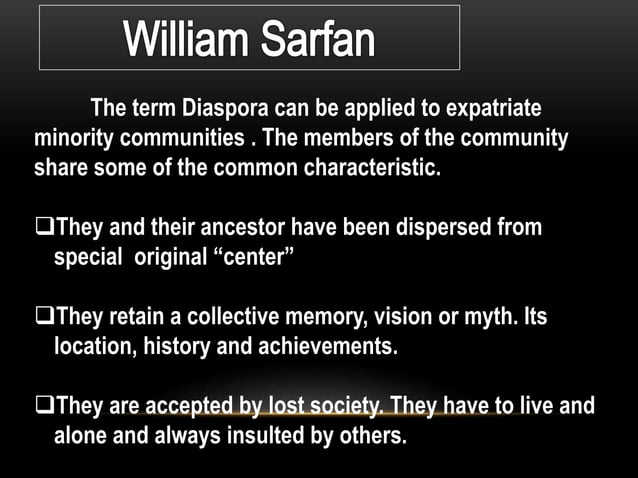 William Sarfan
The term Diaspora can be applied to expatriate
minority communities . The members of the community
share some of the common characteristic.
❑They and their ancestor have been dispersed from
special original “center”
❑They retain a collective memory, vision or myth. Its
location, history and achievements.
❑They are accepted by lost society. They have to live and
alone and always insulted by others.